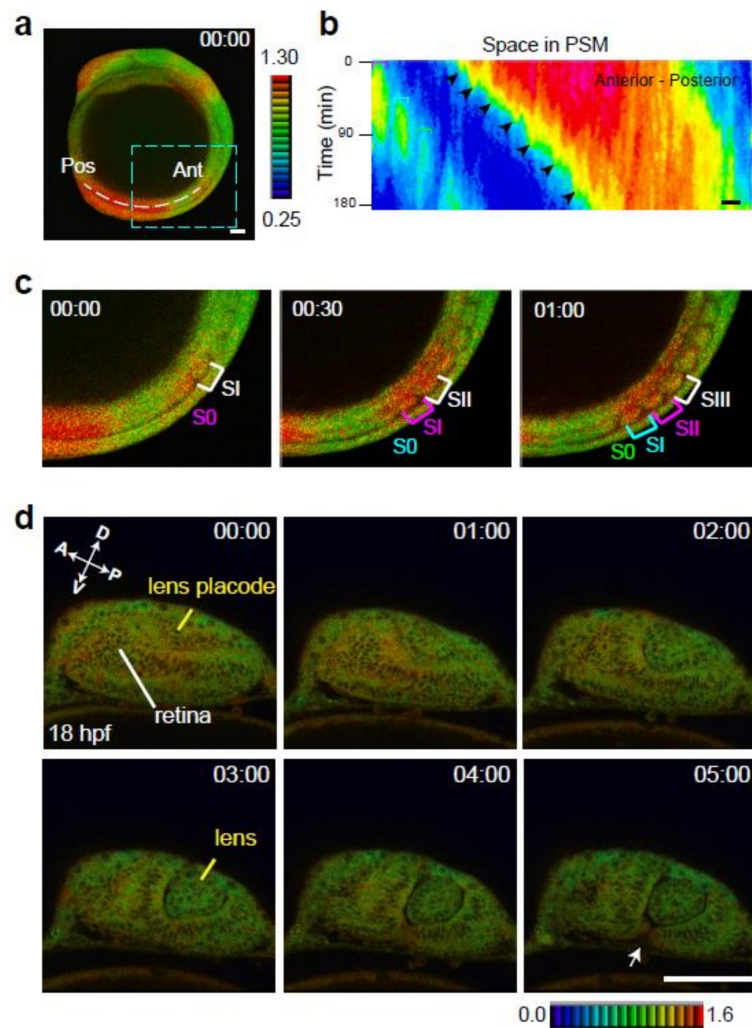 a
00:00
1.30
Pos
Ant
0.25
b
Space in PSM
Anterior - Posterior
Time (min)
0
90
180
c
00:00
SI
S0
00:30
SII
SI
S0
01:00
SIII
SII
SI
S0
d
00:00
A
D
V
P
lens placode
retina
18 hpf
01:00
02:00
03:00
lens
04:00
05:00
0.0
1.6